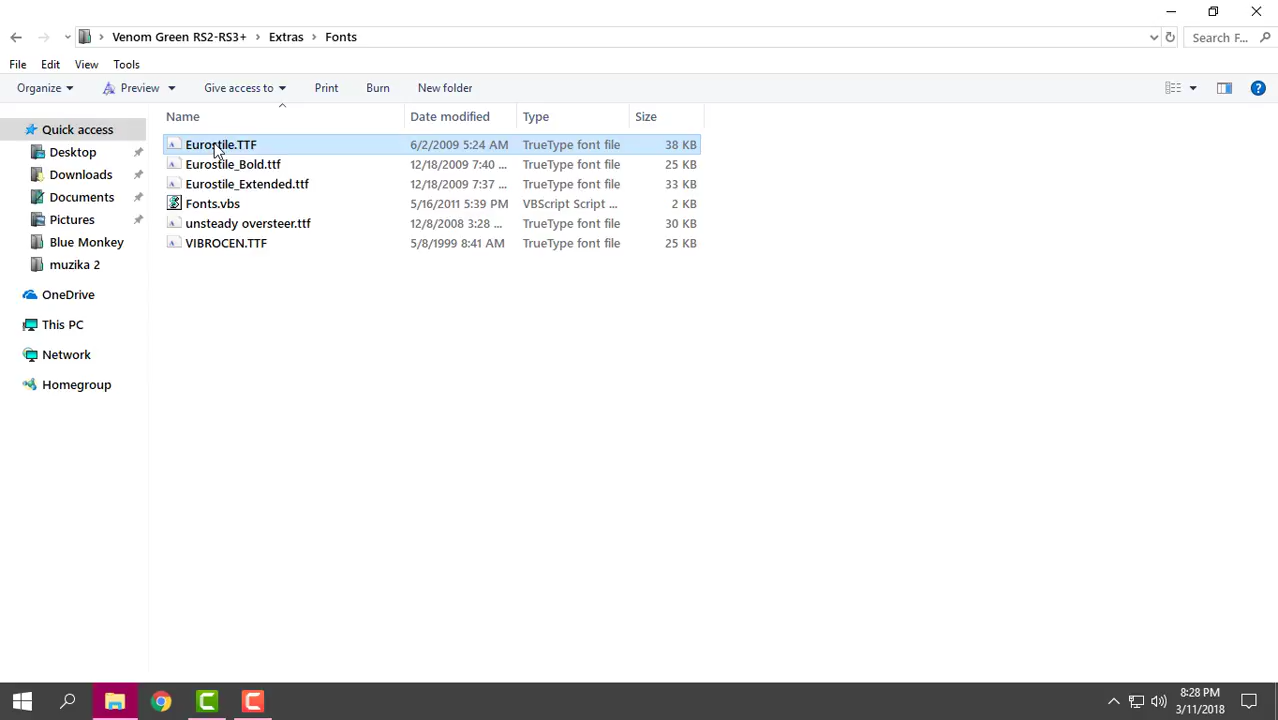 Venom Green RS2-RS3+ > Extras > Fonts
Search F...
File Edit View Tools
Organize Preview Give access to Print Burn New folder
Name Date modified Type Size
Quick access
Desktop
Downloads
Documents
Pictures
Blue Monkey
muzika 2
OneDrive
This PC
Network
Homegroup
Eurostile.TTF 6/2/2009 5:24 AM TrueType font file 38 KB
Eurostile_Bold.ttf 12/18/2009 7:40 ... TrueType font file 25 KB
Eurostile_Extended.ttf 12/18/2009 7:37 ... TrueType font file 33 KB
Fonts.vbs 5/16/2011 5:39 PM VBScript Script ... 2 KB
unsteady oversteer.ttf 12/8/2008 3:28 ... TrueType font file 30 KB
VIBROCEN.TTF 5/8/1999 8:41 AM TrueType font file 25 KB
8:28 PM
3/11/2018